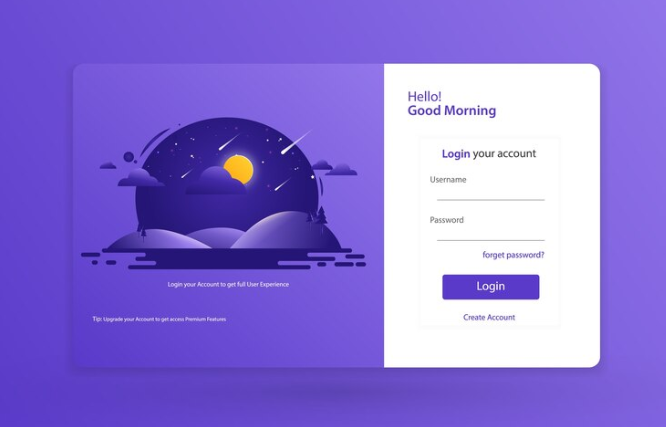 Hello!
Good Morning
Login your account
Username
Password
forget password?
Login
Create Account
Login your Account to get full User Experience
Tip: Upgrade your Account to get access Premium Features